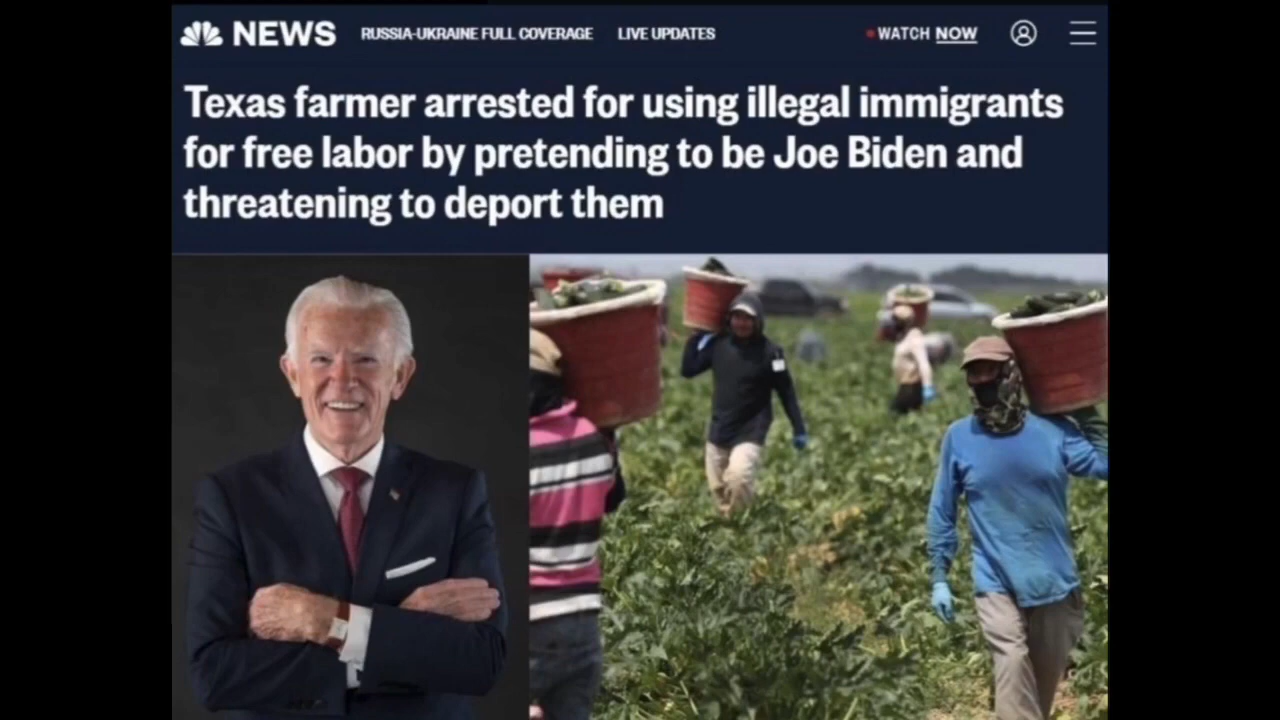 NEWS RUSSIA-UKRAINE FULL COVERAGE LIVE UPDATES WATCH NOW
Texas farmer arrested for using illegal immigrants
for free labor by pretending to be Joe Biden and
threatening to deport them